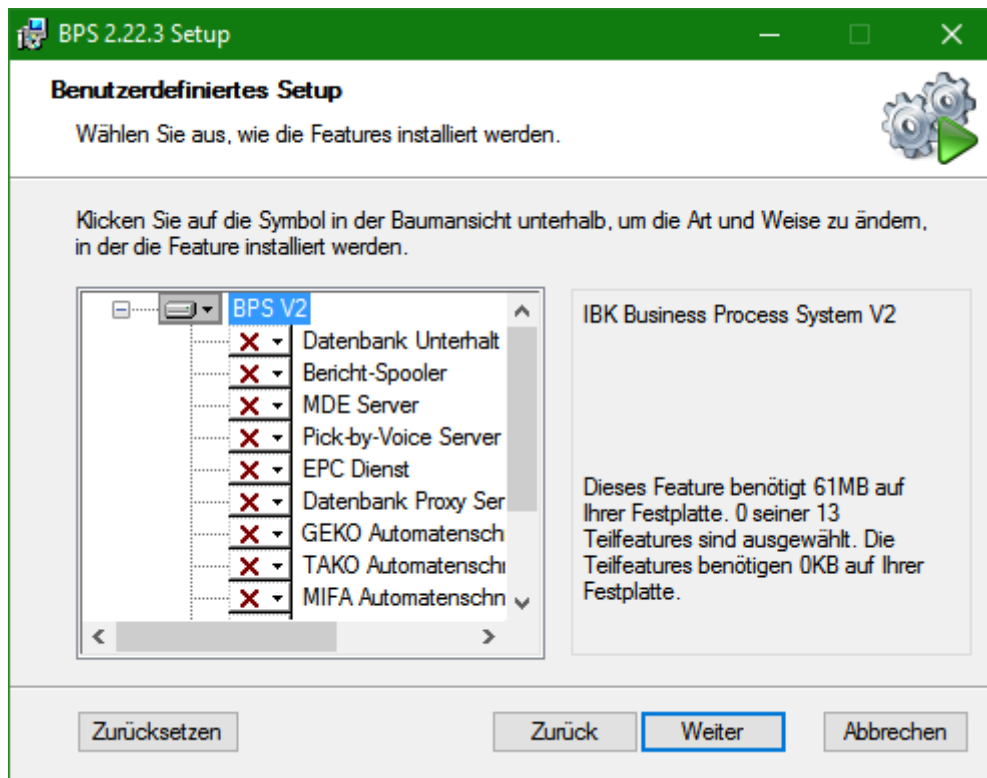 BPS 2.22.3 Setup
Benutzerdefiniertes Setup
Wählen Sie aus, wie die Features installiert werden.
Klicken Sie auf die Symbol in der Baumansicht unterhalb, um die Art und Weise zu ändern,
in der die Feature installiert werden.
BPS V2
Datenbank Unterhalt
Bericht-Spooler
MDE Server
Pick-by-Voice Server
EPC Dienst
Datenbank Proxy Ser
GEKO Automatensch
TAKO Automatensch
MIFA Automatenschn
IBK Business Process System V2
Dieses Feature benötigt 61MB auf
Ihrer Festplatte. 0 seiner 13
Teilfeatures sind ausgewählt. Die
Teilfeatures benötigen 0KB auf Ihrer
Festplatte.
Zurücksetzen
Zurück
Weiter
Abbrechen